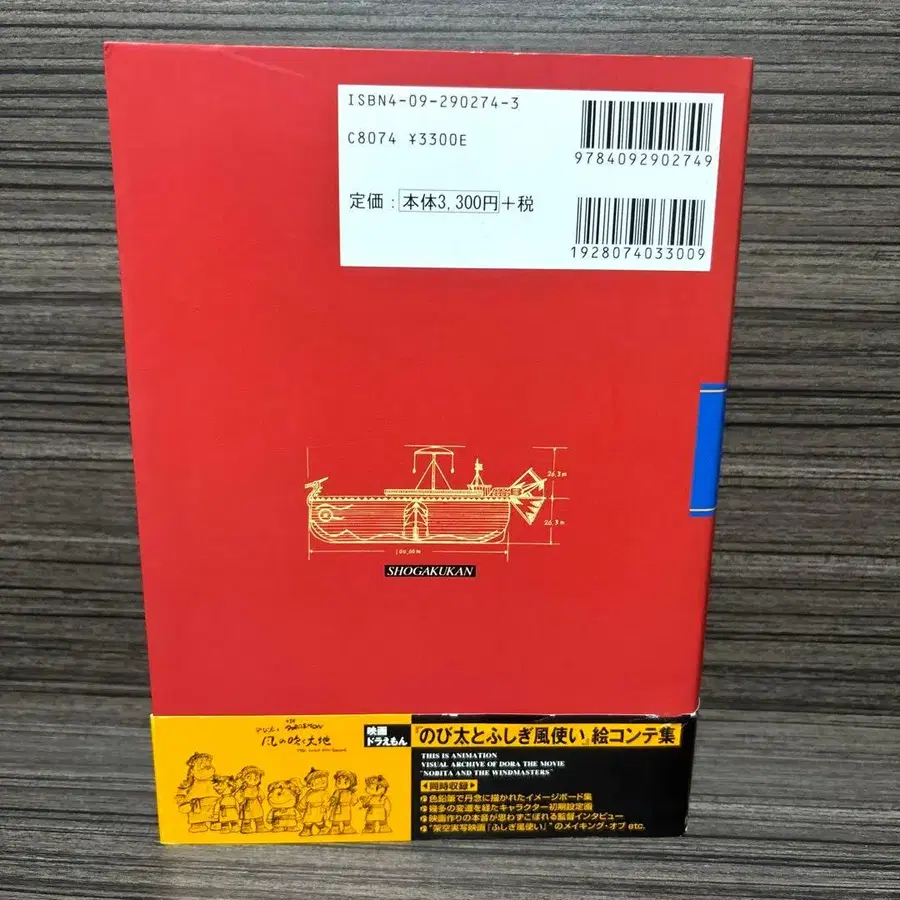 ISBN4-09-290274-3
C8074 ¥3300E
9784092902749
定価：本体3,300円+税
1928074033009
26.3m
26.3m
100.60m
SHOGAKUKAN
DORAEMON
のび太と
風の吹く大地
映画
ドラえもん
『のび太とふしぎ風使い』絵コンテ集
THIS IS ANIMATION
VISUAL ARCHIVE OF DORA THE MOVIE
"NOBITA AND THE WINDMASTERS"
同時収録
色鉛筆で丹念に描かれたイメージボード集
幾多の変遷を経たキャラクター初期設定画
映画作りの本音が思わずこぼれる監督インタビュー
"架空実写映画『ふしぎ風使い』"のメイキング・オブ etc.